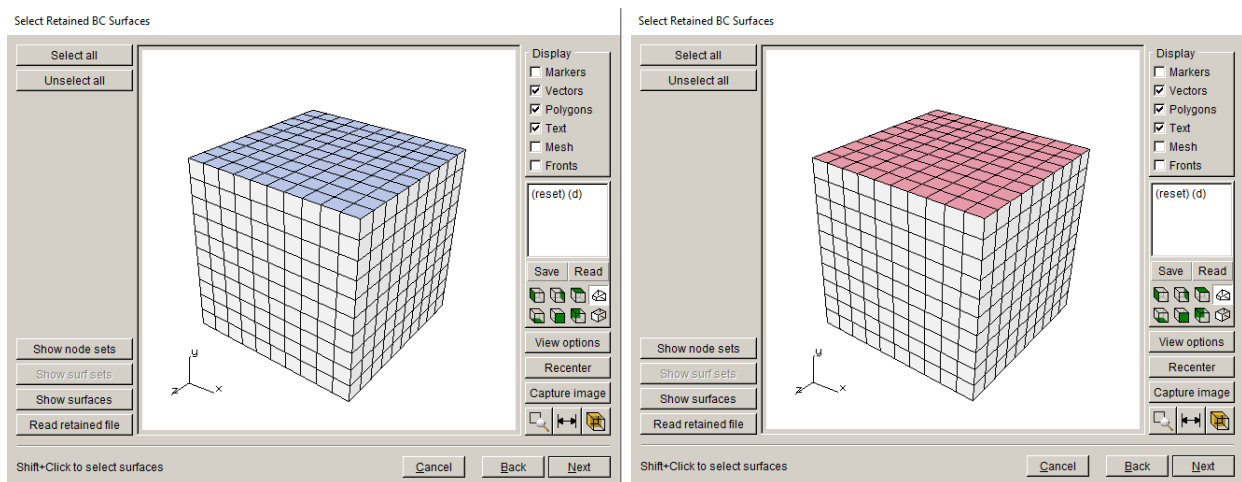 Select Retained BC Surfaces
Select all
Unselect all
Display
Markers
Vectors
Polygons
Text
Mesh
Fronts
(reset) (d)
Save Read
Show node sets
Show surf sets
Show surfaces
Read retained file
View options
Recenter
Capture image
y
z
x
Shift+Click to select surfaces
Cancel Back Next
Select Retained BC Surfaces
Select all
Unselect all
Display
Markers
Vectors
Polygons
Text
Mesh
Fronts
(reset) (d)
Save Read
Show node sets
Show surf sets
Show surfaces
Read retained file
View options
Recenter
Capture image
y
z
x
Shift+Click to select surfaces
Cancel Back Next